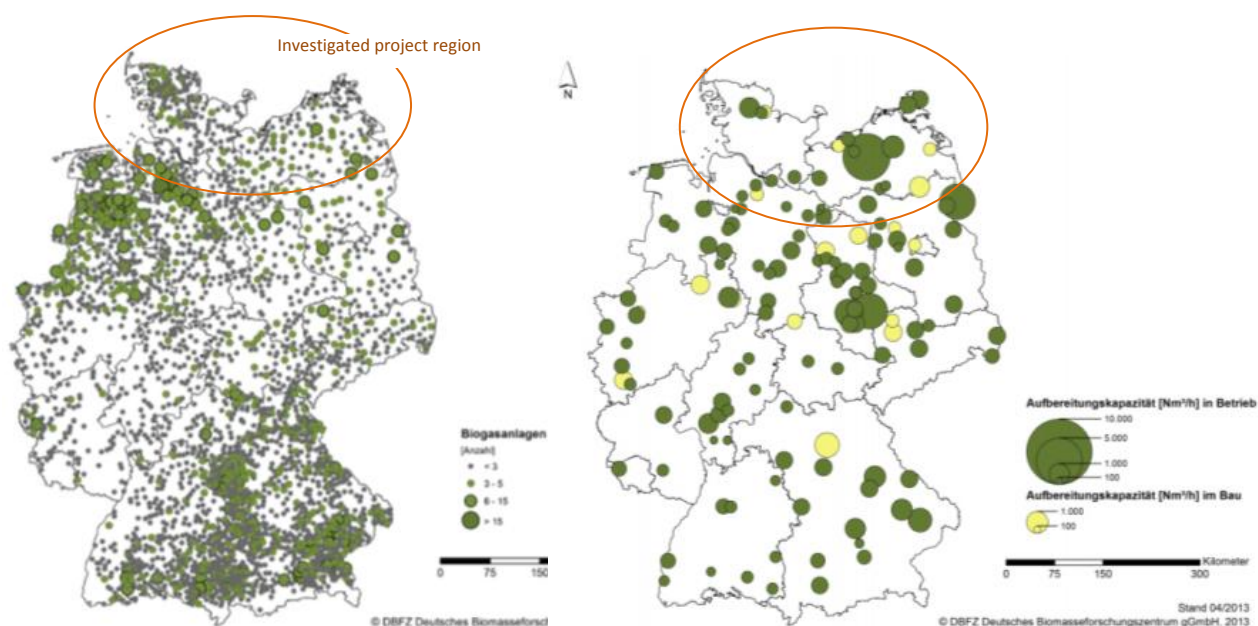 Investigated project region
N
Biogasanlagen
[Anzahl]
< 3
3 - 5
6 - 15
> 15
0 75 150
© DBFZ Deutsches Biomasseforsch
Aufbereitungskapazität [Nm³/h] in Betrieb
10.000
5.000
1.000
100
Aufbereitungskapazität [Nm³/h] im Bau
1.000
100
Kilometer
0 75 150 300
Stand 04/2013
© DBFZ Deutsches Biomasseforschungszentrum gGmbH, 2013